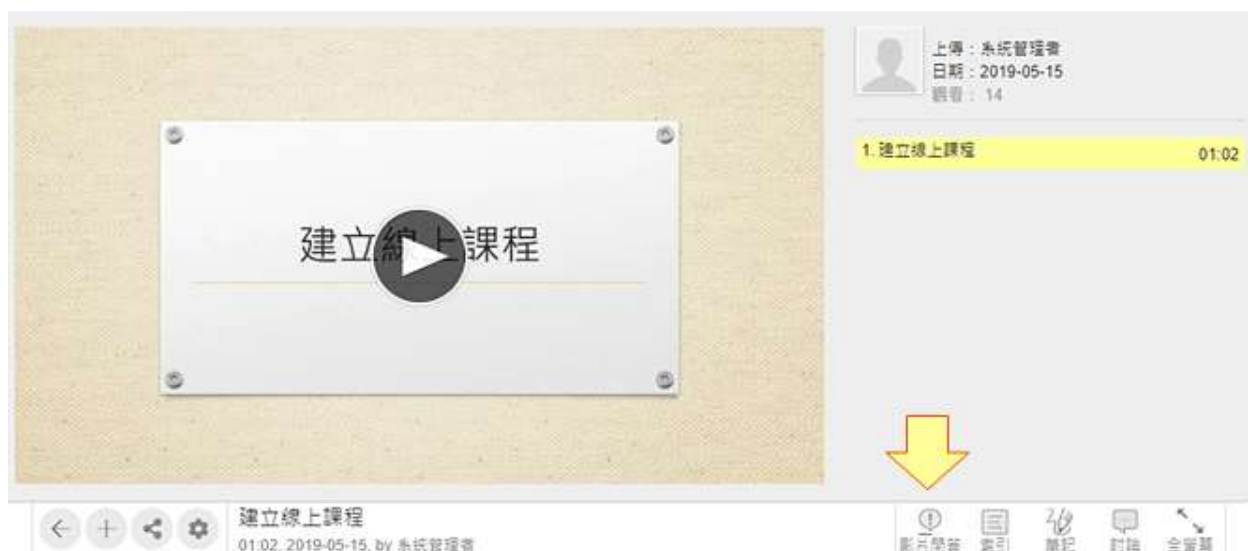 上傳：系統管理者
日期：2019-05-15
觀看：14
1. 建立線上課程 01:02
建立線上課程
建立線上課程
01:02, 2019-05-15, by 系統管理者
影片問答 索引 筆記 討論 全螢幕